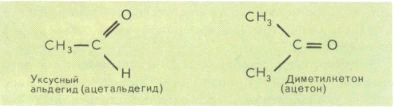 CH₃—C
O
H
Уксусный
альдегид (ацетальдегид)
CH₃
C=O
CH₃
Диметилкетон
(ацетон)